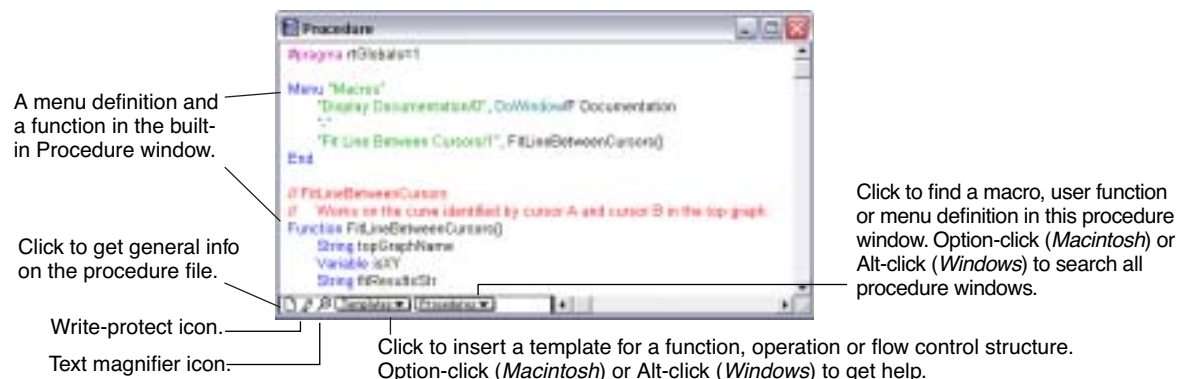 Procedure
#pragma rtGlobals=1
Menu "Macros"
"Display Documentation/0", DoWindow/F Documentation
"-"
"Fit Line Between Cursors/1", FitLineBetweenCursors()
End
// FitLineBetweenCursors
// Works on the curve identified by cursor A and cursor B in the top graph.
Function FitLineBetweenCursors()
String topGraphName
Variable isXY
String fitResultsStr
Templates
Procedures
A menu definition and
a function in the built-
in Procedure window.
Click to get general info
on the procedure file.
Write-protect icon.
Text magnifier icon.
Click to find a macro, user function
or menu definition in this procedure
window. Option-click (Macintosh) or
Alt-click (Windows) to search all
procedure windows.
Click to insert a template for a function, operation or flow control structure.
Option-click (Macintosh) or Alt-click (Windows) to get help.